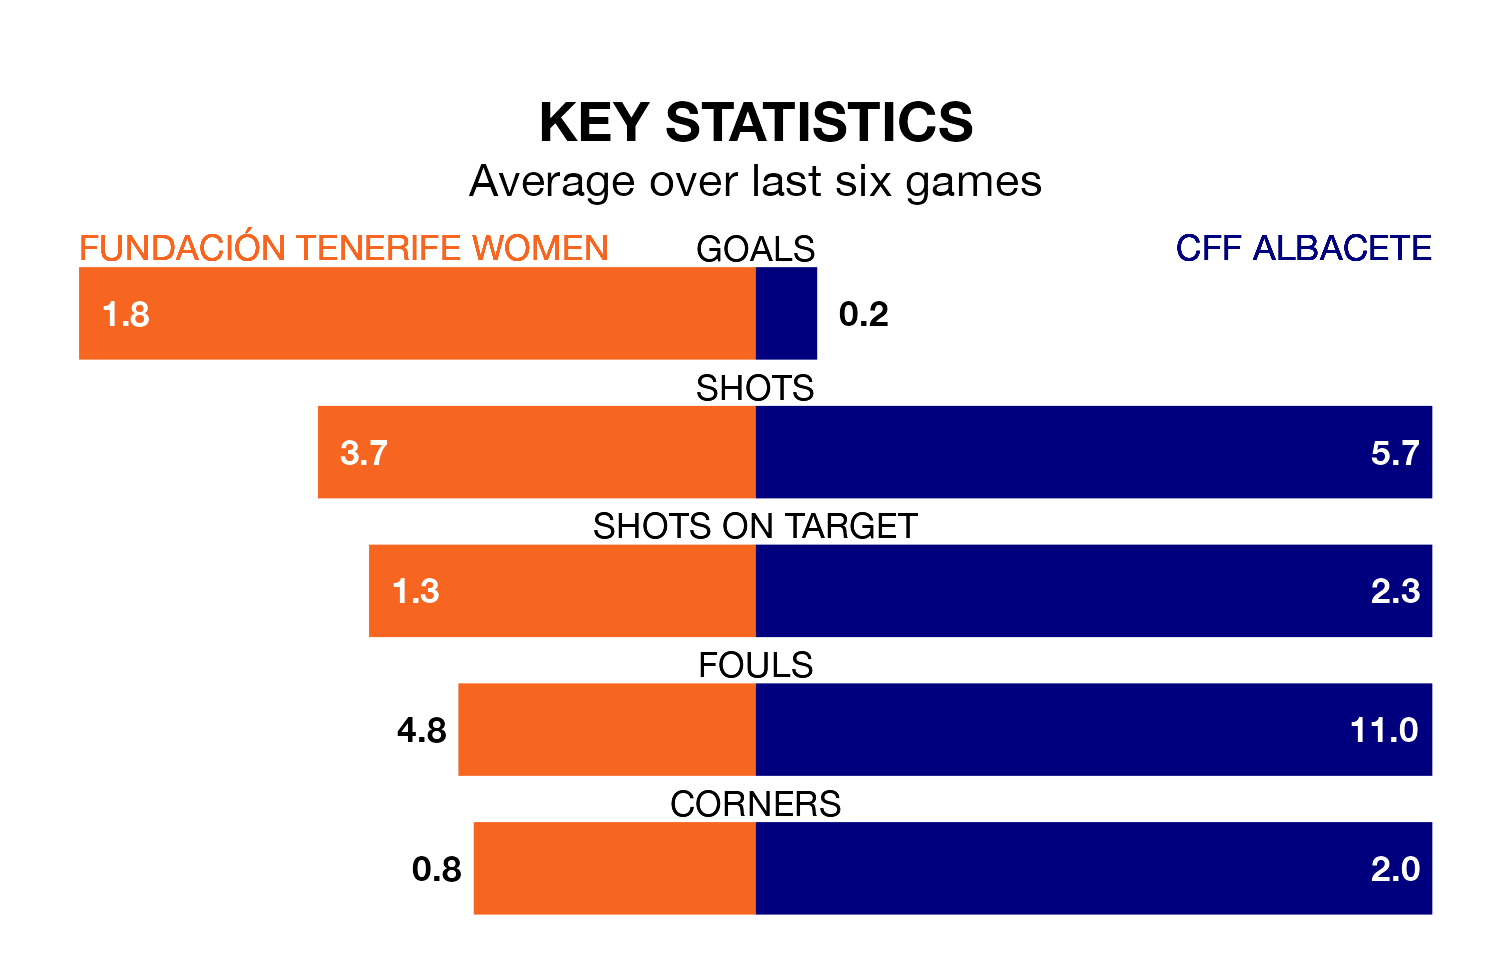 KEY STATISTICS
Average over last six games
FUNDACIÓN TENERIFE WOMEN GOALS CFF ALBACETE
1.8 0.2
SHOTS
3.7 5.7
SHOTS ON TARGET
1.3 2.3
FOULS
4.8 11.0
CORNERS
0.8 2.0